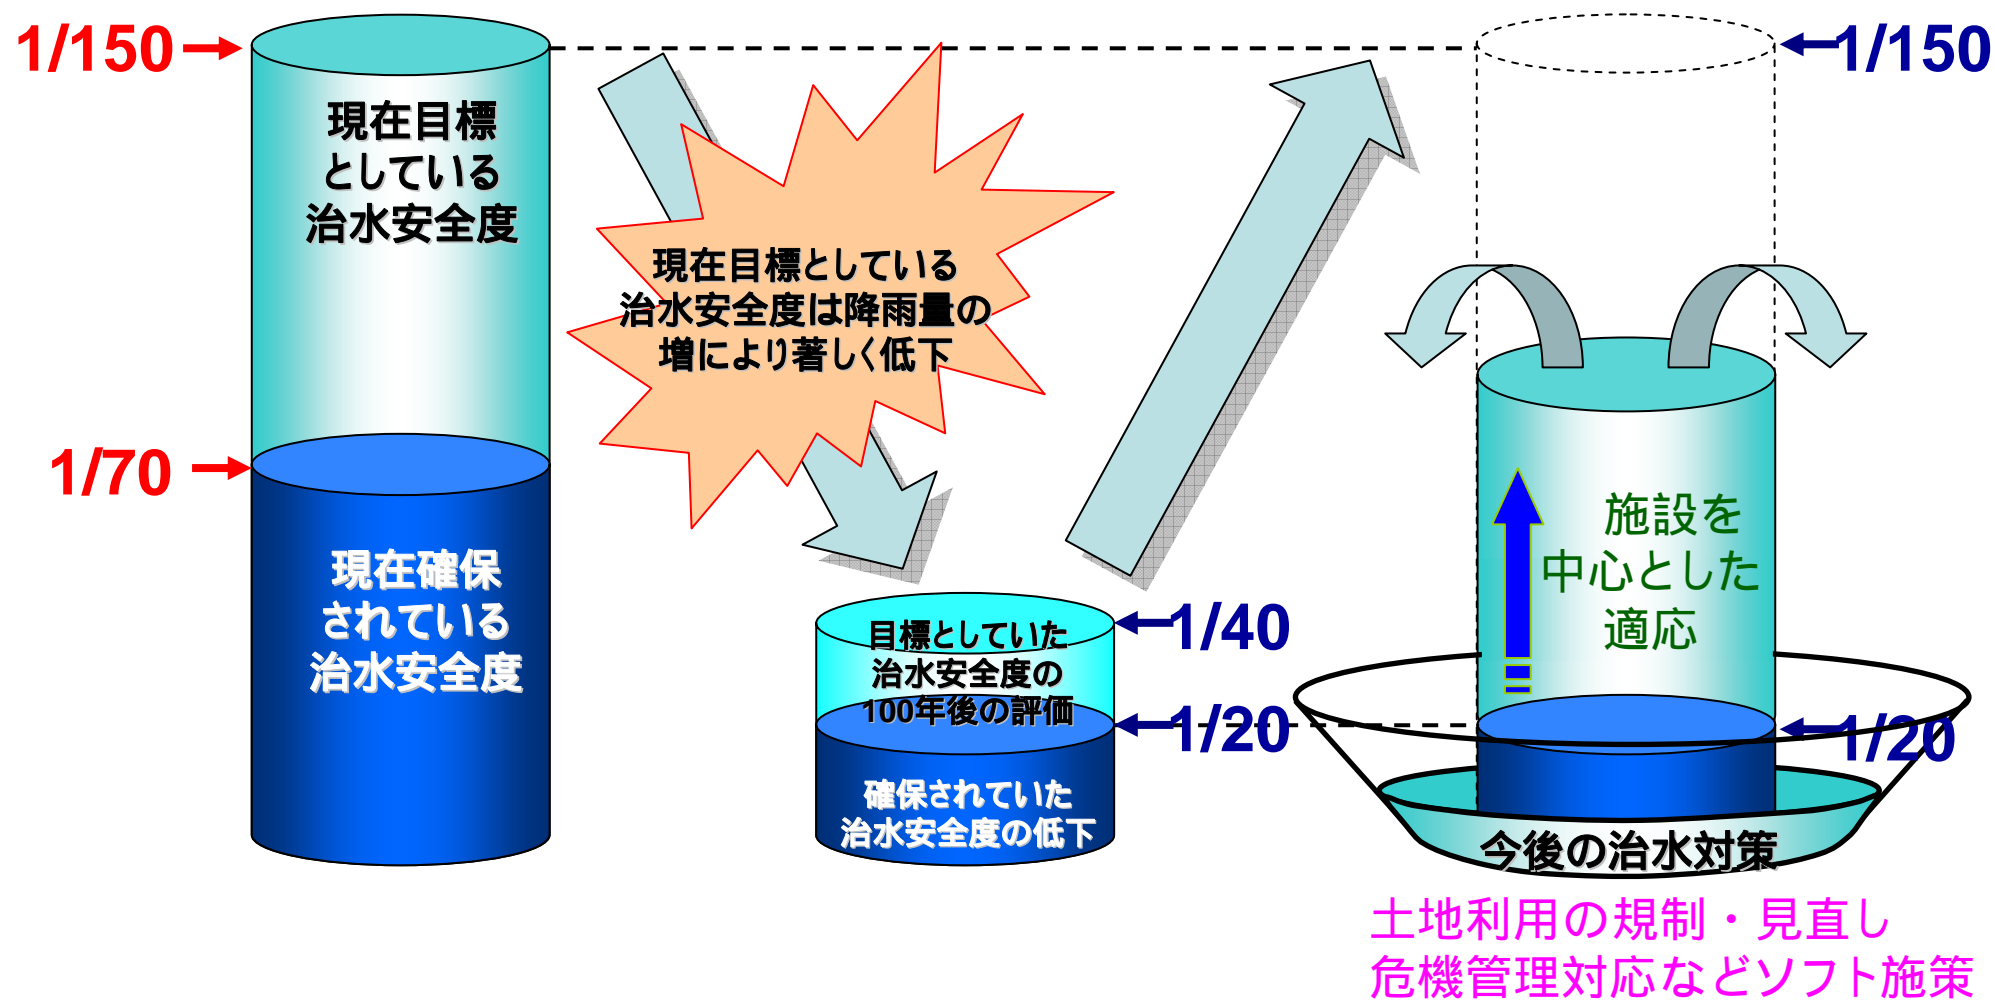 1/150
現在目標
としている
治水安全度
1/70
現在確保
されている
治水安全度
現在目標としている
治水安全度は降雨量の
増により著しく低下
1/40
目標としていた
治水安全度の
100年後の評価
1/20
確保されていた
治水安全度の低下
1/150
施設を
中心とした
適応
1/20
今後の治水対策
土地利用の規制・見直し
危機管理対応などソフト施策